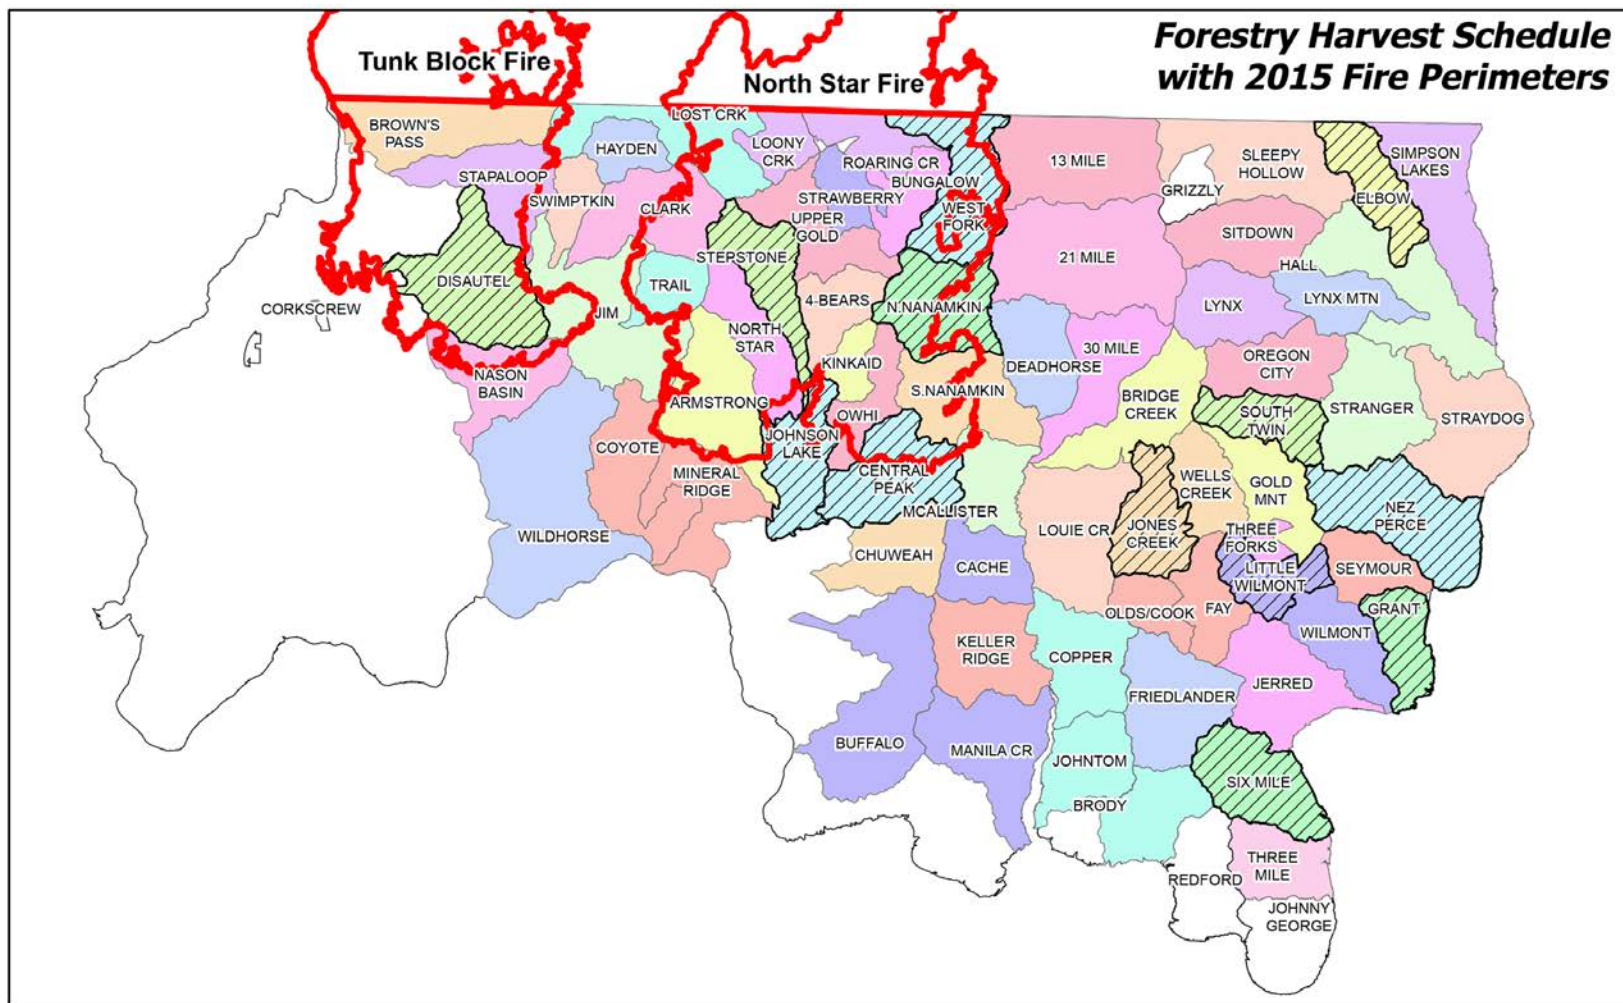 Forestry Harvest Schedule
with 2015 Fire Perimeters
Tunk Block Fire
North Star Fire
BROWN'S
PASS
HAYDEN
LOST CRK
LOONY
CRK
ROARING CR
BUNGALOW
STRAWBERRY
UPPER
GOLD
WEST
FORK
13 MILE
GRIZZLY
SLEEPY
HOLLOW
SIMPSON
LAKES
ELBOW
STAPALOOP
SWIMPTKIN
CLARK
STEPSTONE
21 MILE
SITDOWN
HALL
DISAUTEL
CORKSCREW
JIM
TRAIL
4-BEARS
N.NANAMKIN
LYNX
LYNX MTN
NORTH
STAR
KINKAID
DEADHORSE
30 MILE
OREGON
CITY
NASON
BASIN
ARMSTRONG
S.NANAMKIN
BRIDGE
CREEK
SOUTH
TWIN
STRANGER
STRAYDOG
OWHI
JOHNSON
LAKE
COYOTE
MINERAL
RIDGE
CENTRAL
PEAK
MCALLISTER
WELLS
CREEK
GOLD
MNT
NEZ
PERCE
WILDHORSE
LOUIE CR
JONES
CREEK
THREE
FORKS
CHUWEAH
CACHE
LITTLE
WILMONT
SEYMOUR
OLDS/COOK
FAY
GRANT
WILMONT
KELLER
RIDGE
COPPER
FRIEDLANDER
JERRED
BUFFALO
MANILA CR
JOHNTOM
BRODY
SIX MILE
REDFORD
THREE
MILE
JOHNNY
GEORGE